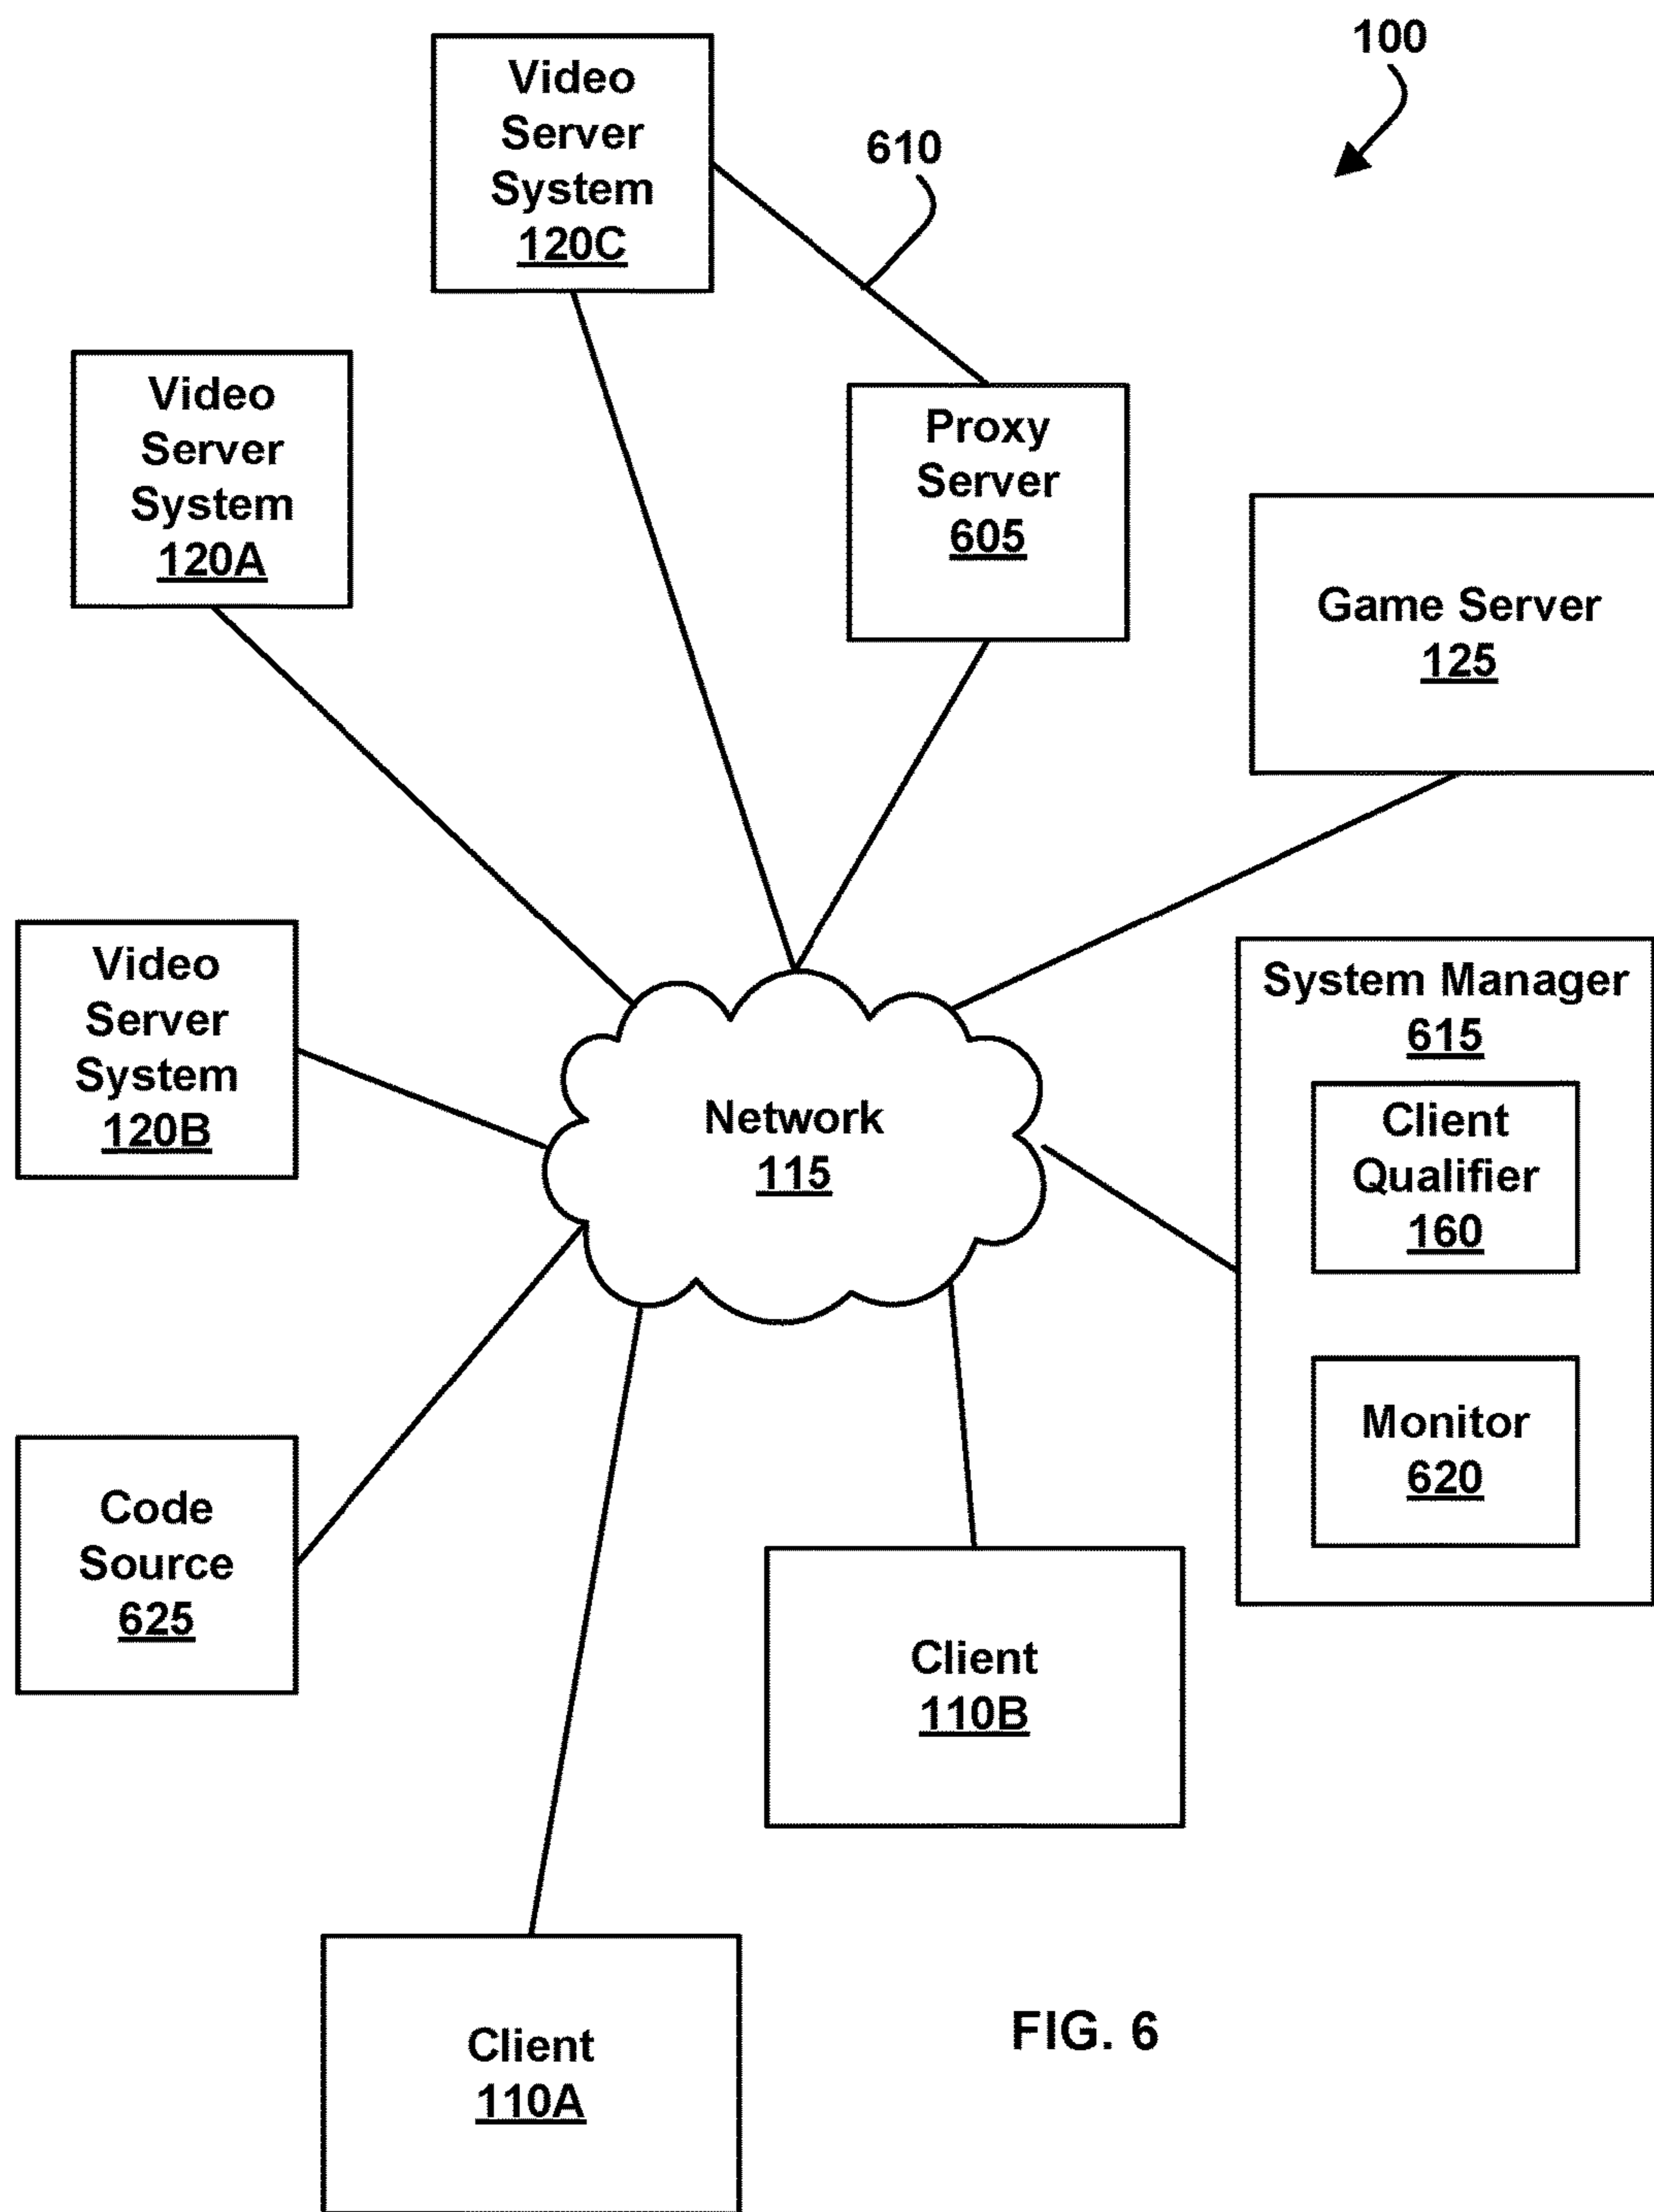 100
Video
Server
System
120C
610
Video
Server
System
120A
Proxy
Server
605
Game Server
125
Video
Server
System
120B
System Manager
615
Client
Qualifier
160
Monitor
620
Network
115
Code
Source
625
Client
110B
Client
110A
FIG. 6